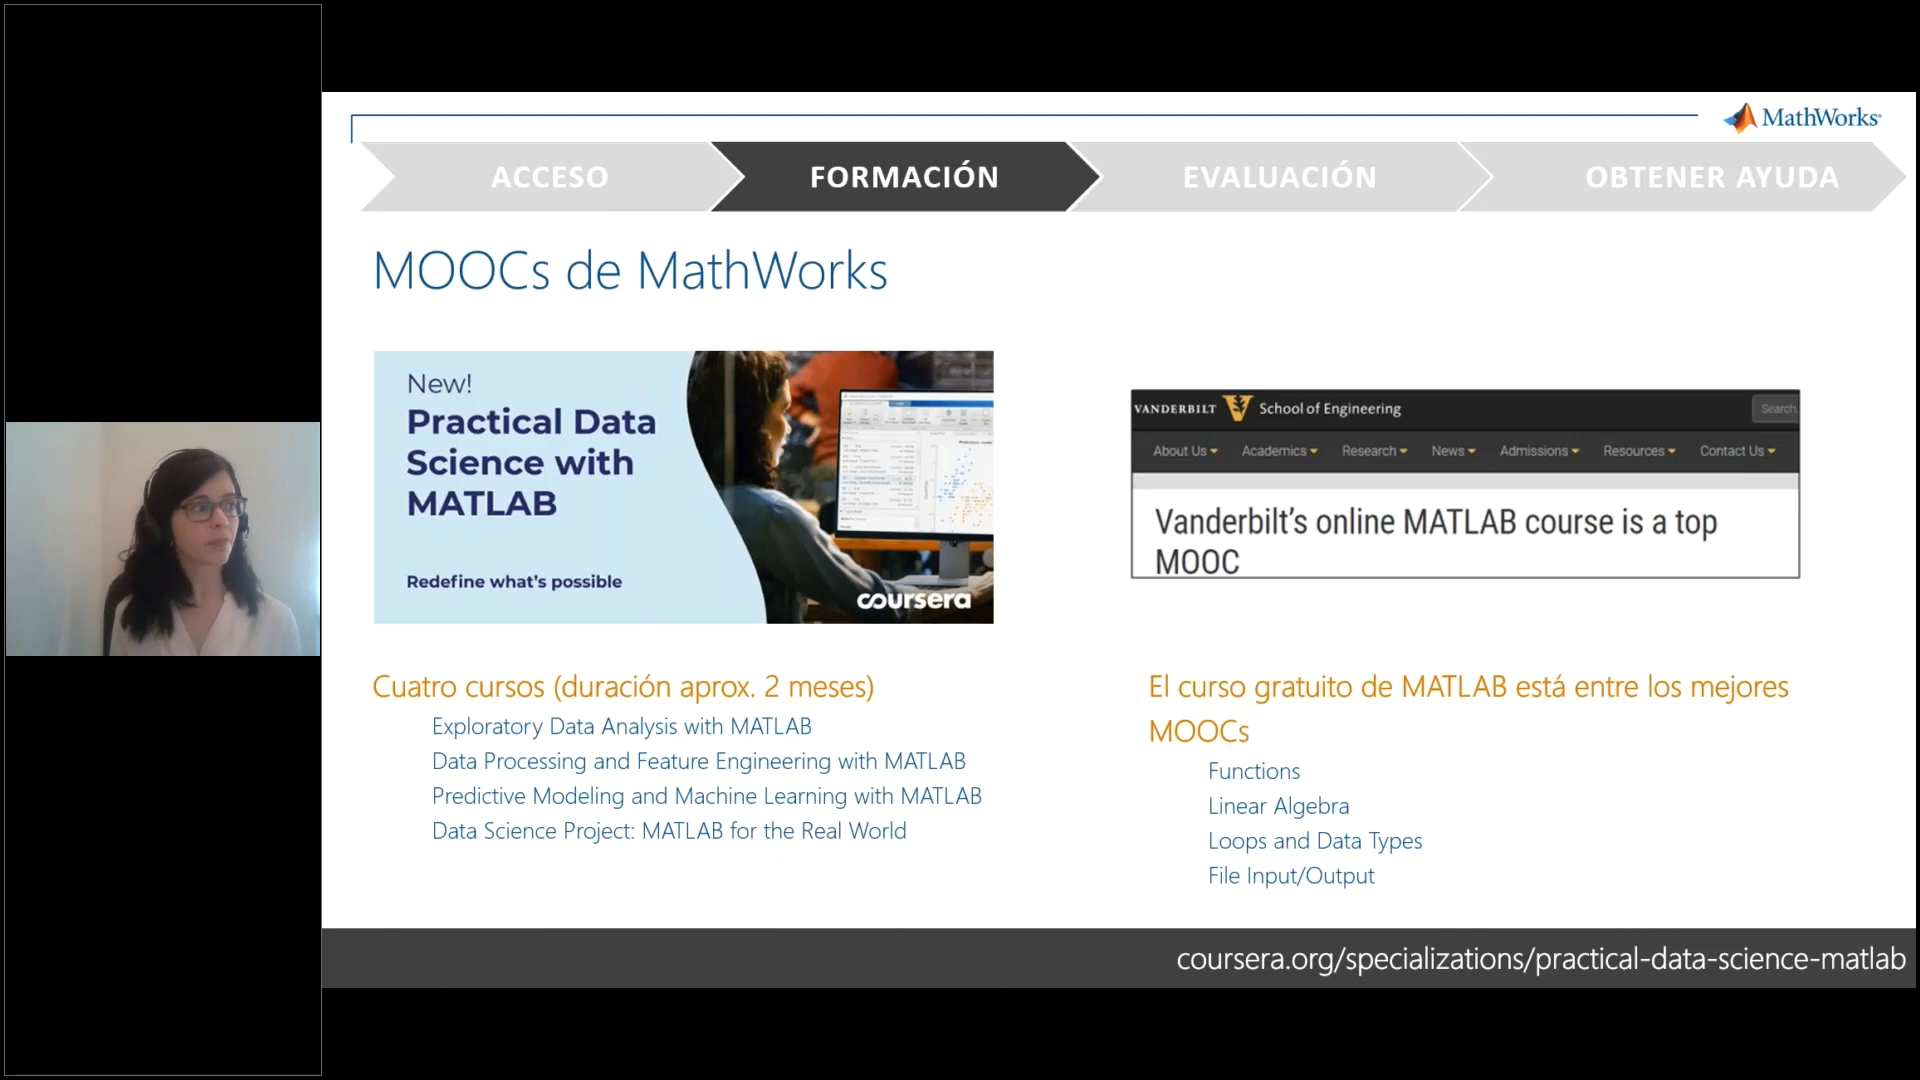 MathWorks®
ACCESO
FORMACIÓN
EVALUACIÓN
OBTENER AYUDA
MOOCs de MathWorks
New!
Practical Data
Science with
MATLAB
Redefine what's possible
coursera
VANDERBILT
School of Engineering
Search
About Us
Academics
Research
News
Admissions
Resources
Contact Us
Vanderbilt's online MATLAB course is a top
MOOC
Cuatro cursos (duración aprox. 2 meses)
Exploratory Data Analysis with MATLAB
Data Processing and Feature Engineering with MATLAB
Predictive Modeling and Machine Learning with MATLAB
Data Science Project: MATLAB for the Real World
El curso gratuito de MATLAB está entre los mejores
MOOCs
Functions
Linear Algebra
Loops and Data Types
File Input/Output
coursera.org/specializations/practical-data-science-matlab